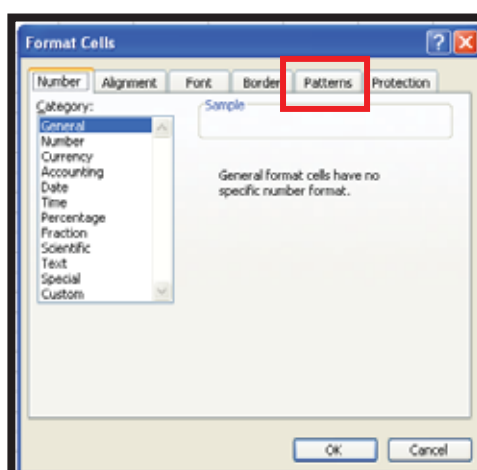 Format Cells
Number Alignment Font Border Patterns Protection
Category:
Sample
General
Number
Currency
Accounting
Date
Time
Percentage
Fraction
Scientific
Text
Special
Custom
General format cells have no
specific number format.
OK Cancel